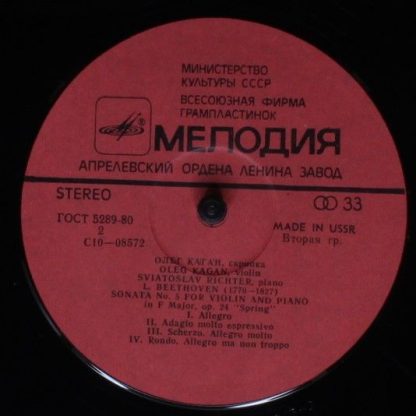 МИНИСТЕРСТВО
КУЛЬТУРЫ СССР
ВСЕСОЮЗНАЯ ФИРМА
ГРАМПЛАСТИНОК
МЕЛОДИЯ
АПРЕЛЕВСКИЙ ОРДЕНА ЛЕНИНА ЗАВОД
STEREO
33
ГОСТ 5289-80
2
С10—08572
MADE IN USSR
Вторая гр.
ОЛЕГ КАГАН, скрипка
OLEG KAGAN, violin
SVIATOSLAV RICHTER, piano
L. BEETHOVEN (1770—1827)
SONATA No. 5 FOR VIOLIN AND PIANO
in F Major, op. 24 "Spring"
I. Allegro
II. Adagio molto espressivo
III. Scherzo. Allegro molto
IV. Rondo. Allegro ma non troppo